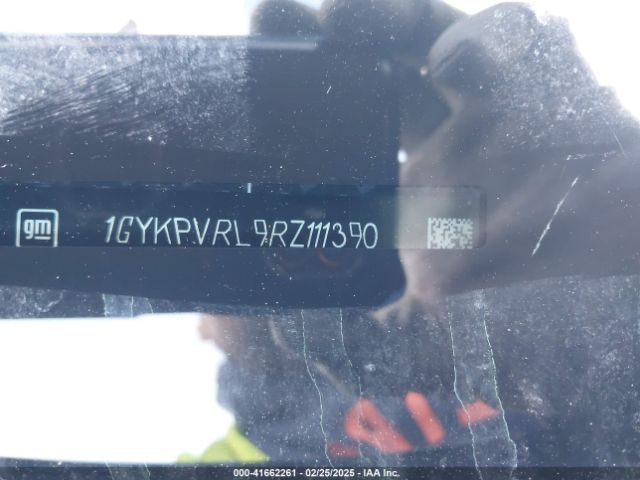 gm 1GYKPVRL9RZ111390
000-41662261 - 02/25/2025 - IAA Inc.